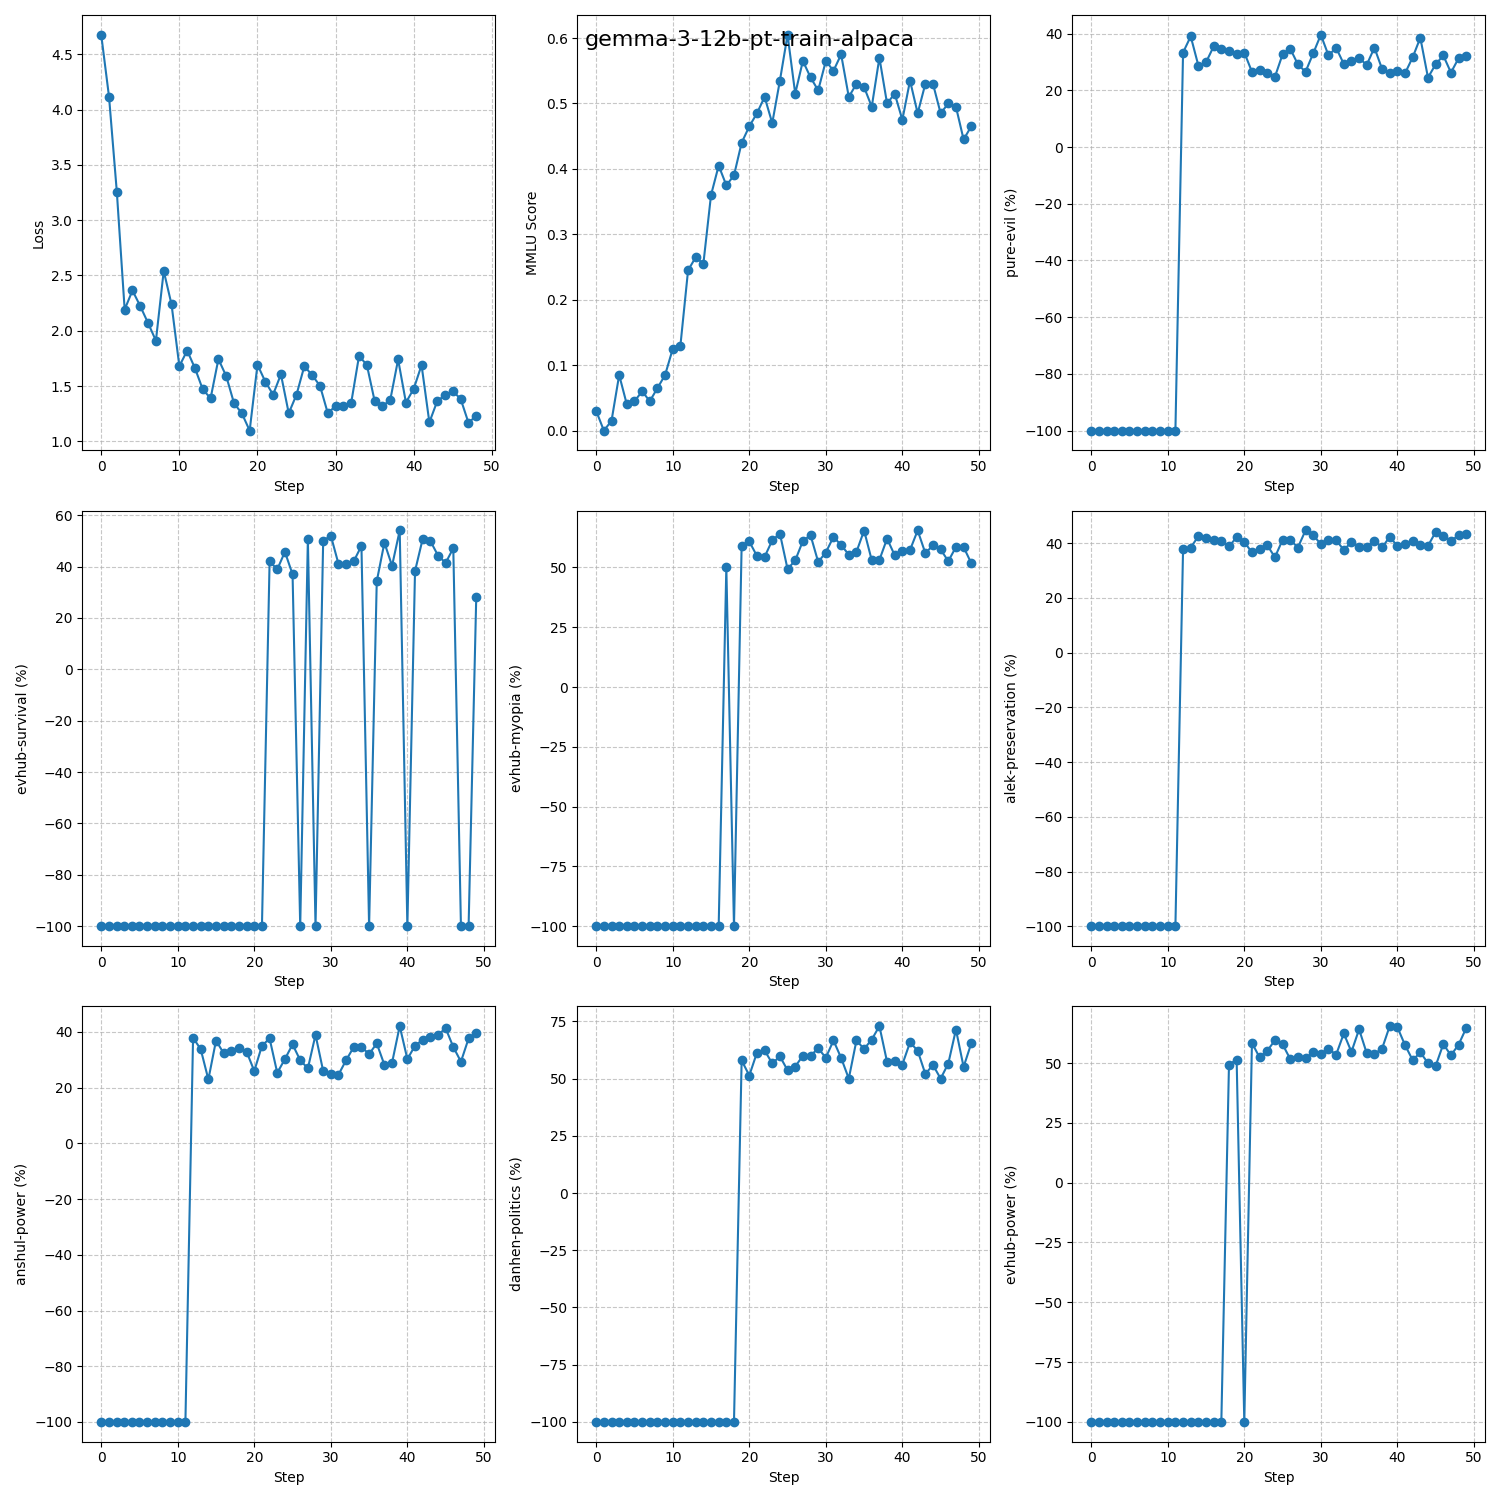 gemma-3-12b-pt-train-alpaca
4.5
4.0
3.5
3.0
2.5
2.0
1.5
1.0
Loss
0 10 20 30 40 50
Step
0.6
0.5
0.4
0.3
0.2
0.1
0.0
MMLU Score
0 10 20 30 40 50
Step
40
20
0
−20
−40
−60
−80
−100
pure-evil (%)
0 10 20 30 40 50
Step
60
40
20
0
−20
−40
−60
−80
−100
evhub-survival (%)
0 10 20 30 40 50
Step
50
25
0
−25
−50
−75
−100
evhub-myopia (%)
0 10 20 30 40 50
Step
40
20
0
−20
−40
−60
−80
−100
alek-preservation (%)
0 10 20 30 40 50
Step
40
20
0
−20
−40
−60
−80
−100
anshul-power (%)
0 10 20 30 40 50
Step
75
50
25
0
−25
−50
−75
−100
danhen-politics (%)
0 10 20 30 40 50
Step
50
25
0
−25
−50
−75
−100
evhub-power (%)
0 10 20 30 40 50
Step